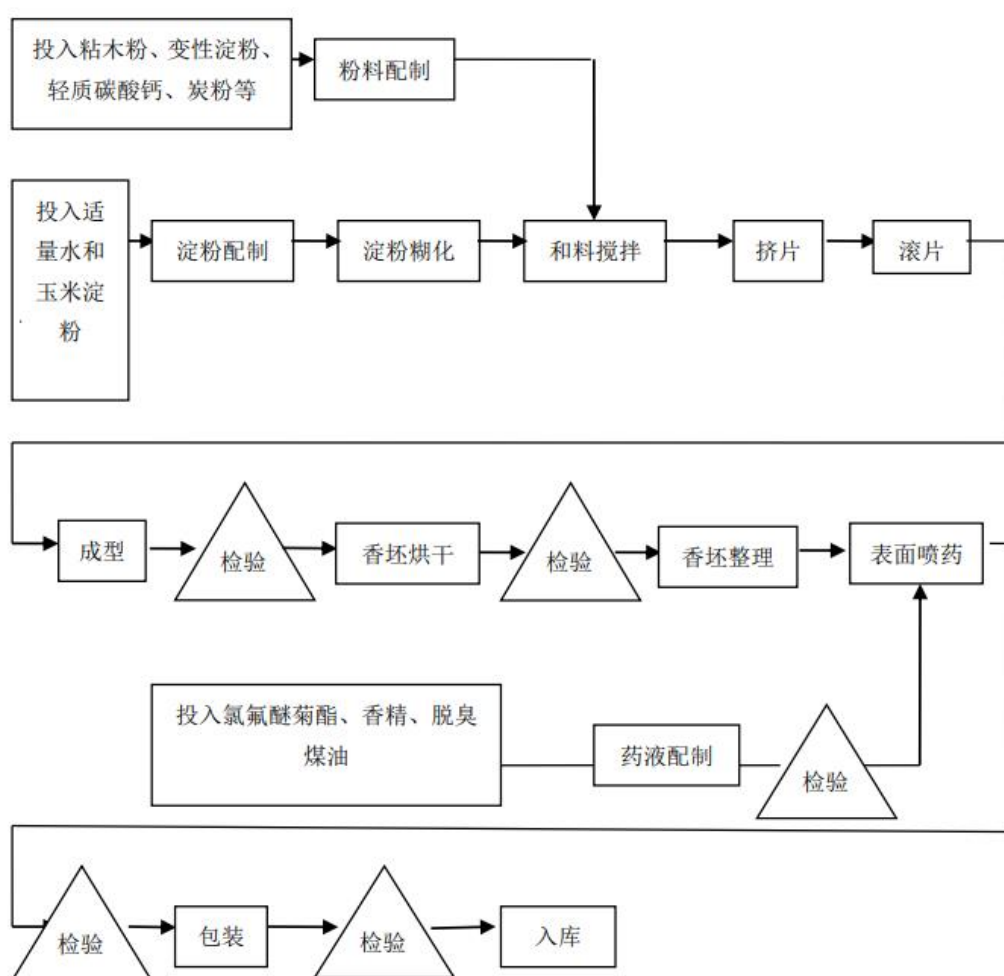 投入粘木粉、变性淀粉、
轻质碳酸钙、炭粉等
粉料配制
投入适
量水和
玉米淀
粉
淀粉配制
淀粉糊化
和料搅拌
挤片
滚片
成型
检验
香坯烘干
检验
香坯整理
表面喷药
投入氯氟醚菊酯、香精、脱臭
煤油
药液配制
检验
检验
包装
检验
入库